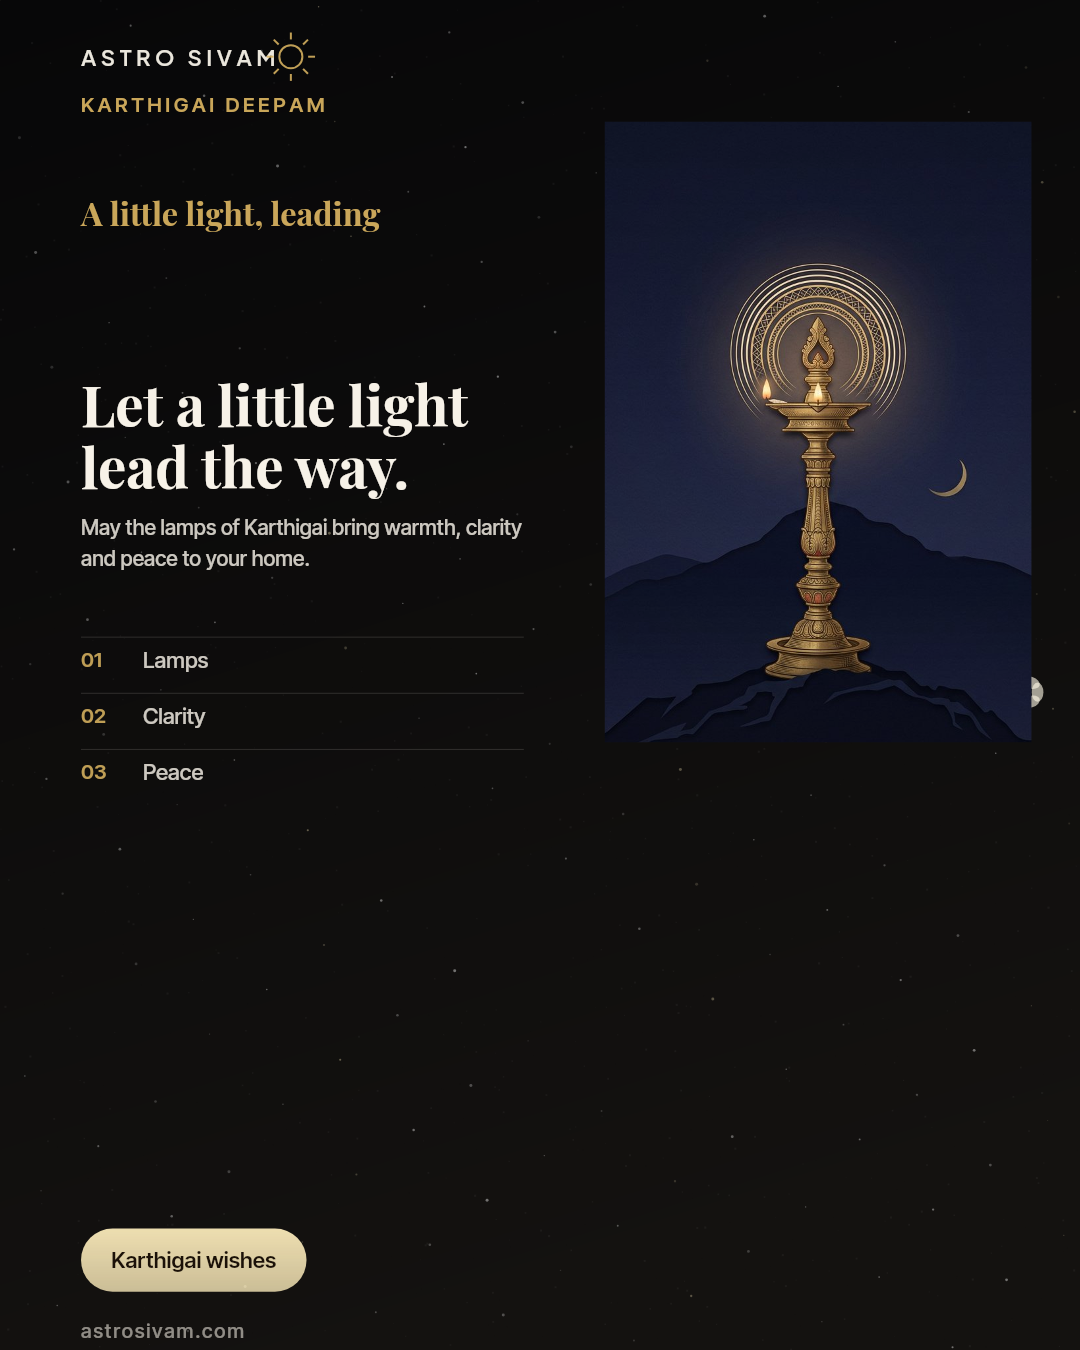 ASTRO SIVAM
KARTHIGAI DEEPAM
A little light, leading
Let a little light
lead the way.
May the lamps of Karthigai bring warmth, clarity
and peace to your home.
01 Lamps
02 Clarity
03 Peace
Karthigai wishes
astrosivam.com